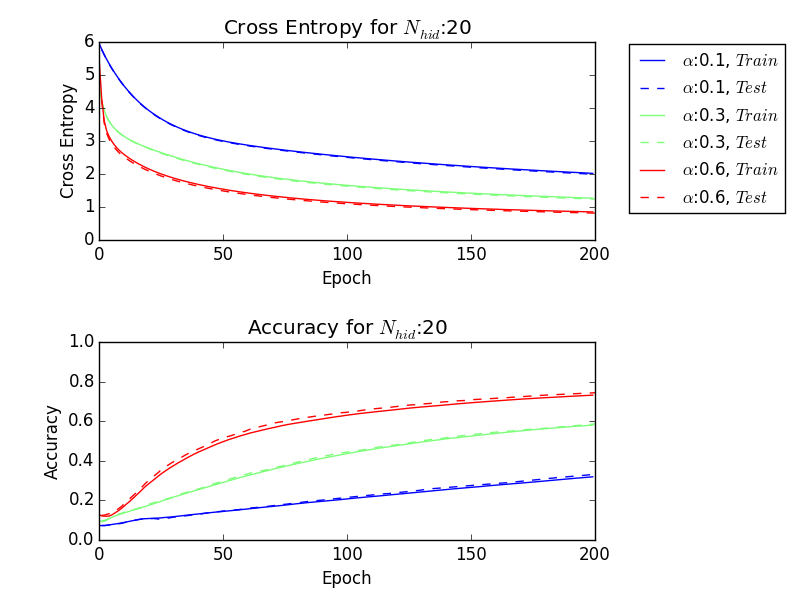 Cross Entropy for N_hid:20
6
5
4
3
2
1
0
Cross Entropy
0 50 100 150 200
Epoch
α:0.1, Train
α:0.1, Test
α:0.3, Train
α:0.3, Test
α:0.6, Train
α:0.6, Test
Accuracy for N_hid:20
1.0
0.8
0.6
0.4
0.2
0.0
Accuracy
0 50 100 150 200
Epoch